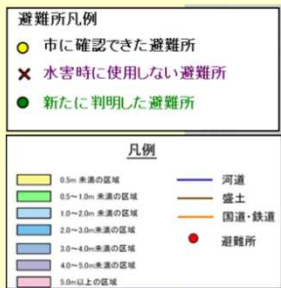 避難所凡例
市に確認できた避難所
水害時に使用しない避難所
新たに判明した避難所
凡例
0.5m 未満の区域
0.5～1.0m 未満の区域
1.0～2.0m 未満の区域
2.0～3.0m未満の区域
3.0～4.0m未満の区域
4.0～5.0m未満の区域
5.0m以上の区域
河道
盛土
国道・鉄道
避難所